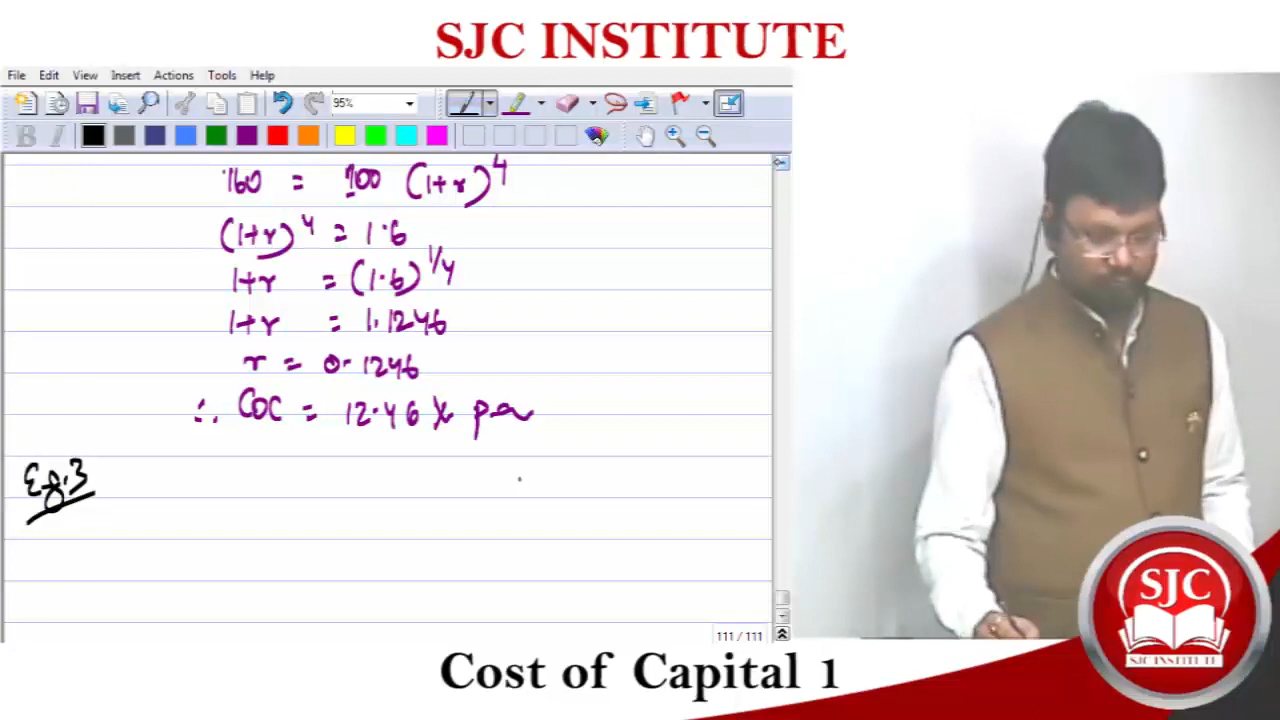 SJC INSTITUTE
File Edit View Insert Actions Tools Help
95%
160 = 100 (1+r)^4
(1+r)^4 = 1.6
1+r = (1.6)^1/4
1+r = 1.1246
r = 0.1246
∴ COC = 12.46 % pa
Eg.3
111 / 111
SJC
SJC INSTITUTE
Cost of Capital 1